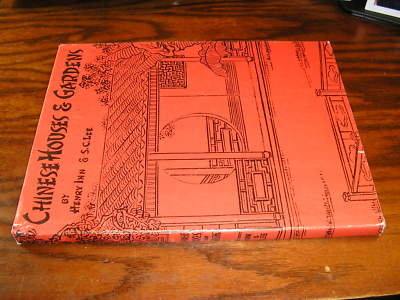 CHINESE HOUSES & GARDENS
BY
HENRY INN & S.C. LEE